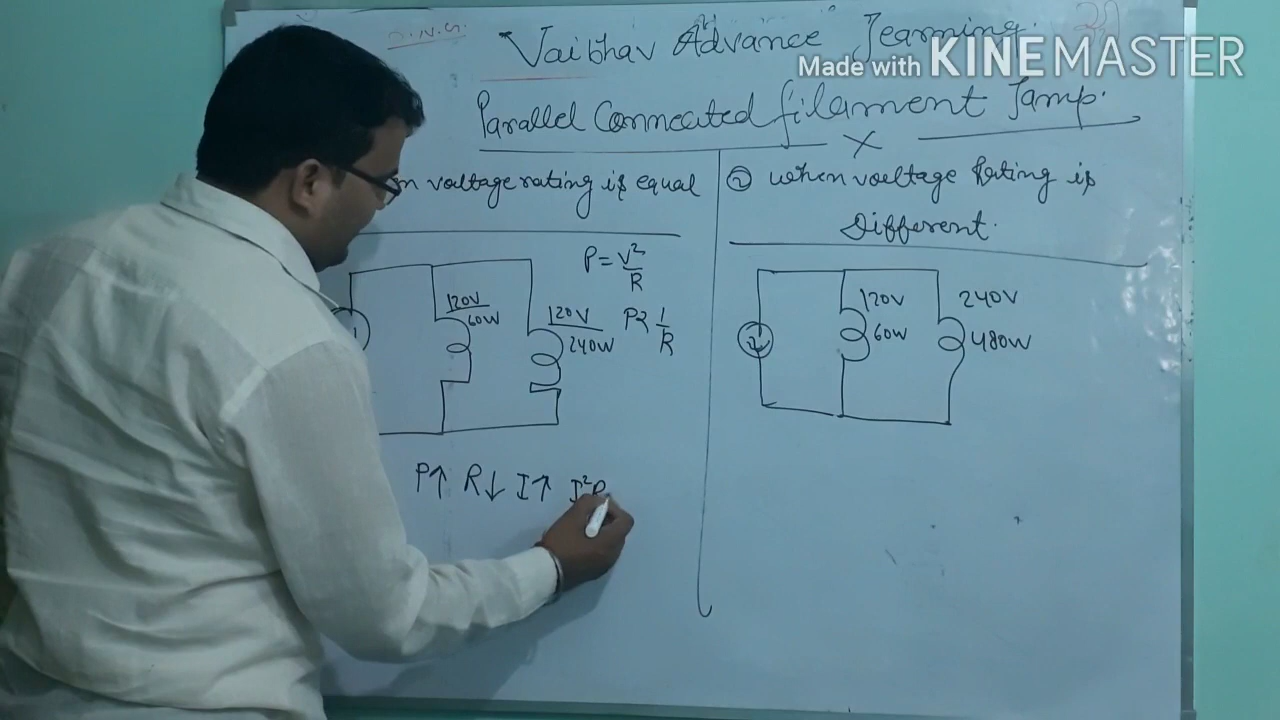 Vaibhav Advance Learning
Made with KINEMASTER
Parallel Connected filament Lamp.
X
n voltage rating is equal
② when voltage Rating is
Different.
P = V²/R
120V
60W
120V
240W
P ∝ 1/R
120V
60W
240V
480W
P↑ R↓ I↑ I²R